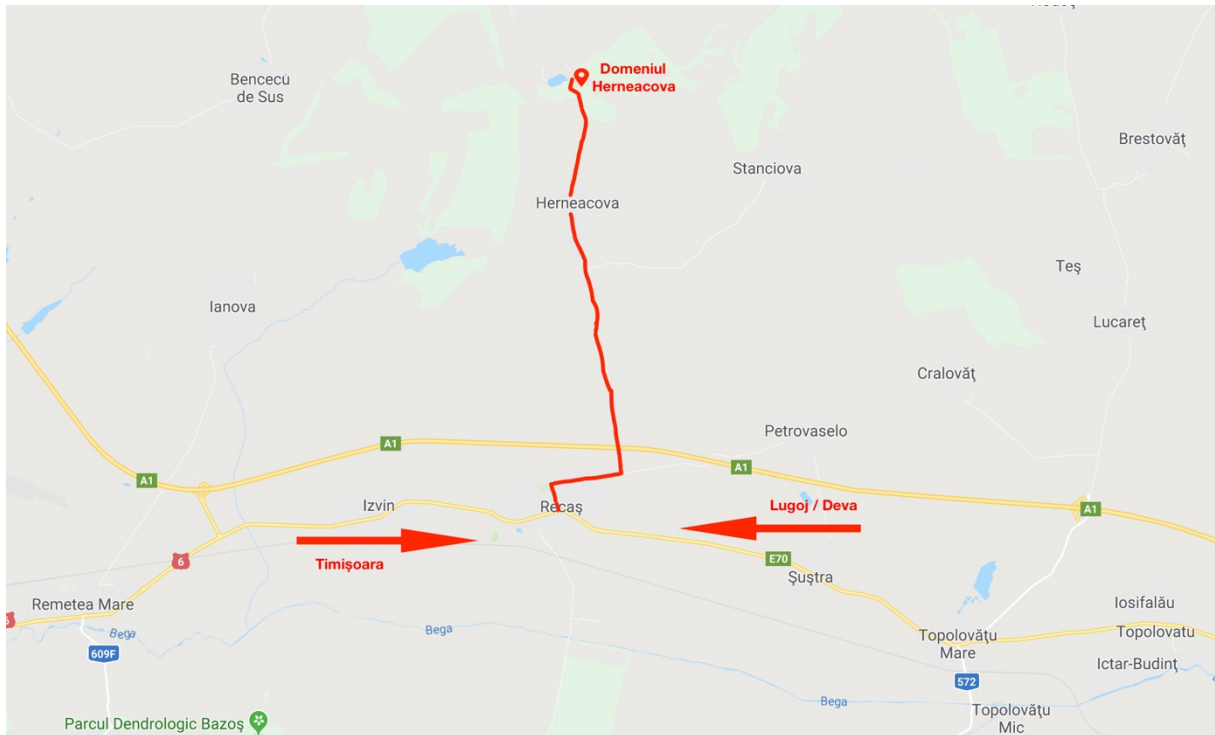 Domeniul
Herneacova
Bencecu
de Sus
Brestovăţ
Stanciova
Herneacova
Teş
Ianova
Lucareţ
Cralovăţ
Petrovaselo
A1
A1
A1
A1
Izvin
Recaş
Lugoj / Deva
Timișoara
6
E70
Şuştra
Remetea Mare
Iosifalău
Bega
Bega
Topolovăţu
Mare
Topolovatu
609F
Ictar-Budinţ
572
Bega
Topolovăţu
Mic
Parcul Dendrologic Bazoş